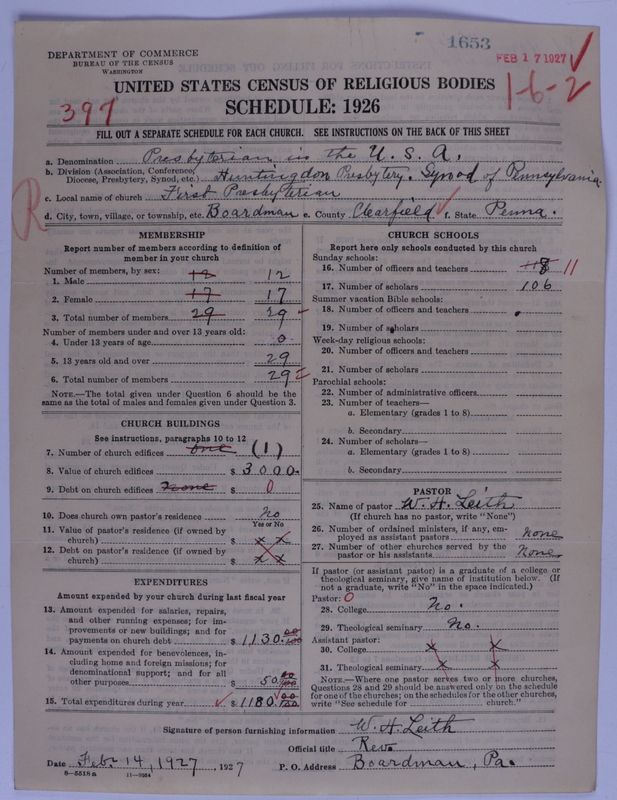 1653
FEB 17 1927
DEPARTMENT OF COMMERCE
BUREAU OF THE CENSUS
WASHINGTON
1-6-2
UNITED STATES CENSUS OF RELIGIOUS BODIES
397
SCHEDULE: 1926
FILL OUT A SEPARATE SCHEDULE FOR EACH CHURCH. SEE INSTRUCTIONS ON THE BACK OF THIS SHEET
a. Denomination Presbyterian in the U.S.A.
b. Division (Association, Conference, Diocese, Presbytery, Synod, etc.) Huntingdon Presbytery. Synod of Pennsylvania
c. Local name of church First Presbyterian
R
d. City, town, village, or township, etc. Boardman e. County Clearfield f. State Penna.
MEMBERSHIP
Report number of members according to definition of member in your church
Number of members, by sex:
1. Male 12 12
2. Female 17 17
3. Total number of members 29 29
Number of members under and over 13 years old:
4. Under 13 years of age 0
5. 13 years old and over 29
6. Total number of members 29
NOTE.—The total given under Question 6 should be the same as the total of males and females given under Question 3.
CHURCH BUILDINGS
See instructions, paragraphs 10 to 12
7. Number of church edifices one (1)
8. Value of church edifices $ 3000.
9. Debt on church edifices None $ 0
10. Does church own pastor's residence No
Yes or No
11. Value of pastor's residence (if owned by church) $ x x
12. Debt on pastor's residence (if owned by church) $ x x
EXPENDITURES
Amount expended by your church during last fiscal year
13. Amount expended for salaries, repairs, and other running expenses; for improvements or new buildings; and for payments on church debt $ 1130.00
14. Amount expended for benevolences, including home and foreign missions; for denominational support; and for all other purposes $ 50.00
15. Total expenditures during year $ 1180.00
CHURCH SCHOOLS
Report here only schools conducted by this church
Sunday schools:
16. Number of officers and teachers 11
17. Number of scholars 106
Summer vacation Bible schools:
18. Number of officers and teachers
19. Number of scholars
Week-day religious schools:
20. Number of officers and teachers
21. Number of scholars
Parochial schools:
22. Number of administrative officers
23. Number of teachers—
a. Elementary (grades 1 to 8)
b. Secondary
24. Number of scholars—
a. Elementary (grades 1 to 8)
b. Secondary
PASTOR
25. Name of pastor W. H. Leith
(If church has no pastor, write "None")
26. Number of ordained ministers, if any, employed as assistant pastors None
27. Number of other churches served by the pastor or his assistants None
If pastor (or assistant pastor) is a graduate of a college or theological seminary, give name of institution below. (If not a graduate, write "No" in the space indicated.)
Pastor: 0
28. College No.
29. Theological seminary No.
Assistant pastor:
30. College x x
31. Theological seminary x x
NOTE.—Where one pastor serves two or more churches, Questions 28 and 29 should be answered only on the schedule for one of the churches; on the schedules for the other churches, write "See schedule for church."
Signature of person furnishing information W. H. Leith
Official title Rev.
Date Feb. 14, 1927, 1927 P. O. Address Boardman, Pa.
8—5518a 11—9254